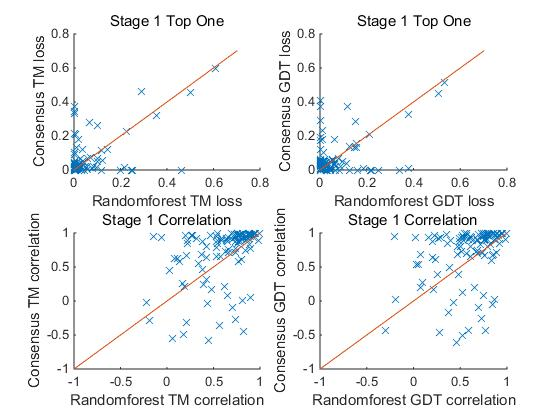 Stage 1 Top One
Consensus TM loss
0.8
0.6
0.4
0.2
0
0 0.2 0.4 0.6 0.8
Randomforest TM loss
Stage 1 Top One
Consensus GDT loss
0.8
0.6
0.4
0.2
0
0 0.2 0.4 0.6 0.8
Randomforest GDT loss
Stage 1 Correlation
Consensus TM correlation
1
0.5
0
-0.5
-1
-1 -0.5 0 0.5 1
Randomforest TM correlation
Stage 1 Correlation
Consensus GDT correlation
1
0.5
0
-0.5
-1
-1 -0.5 0 0.5 1
Randomforest GDT correlation